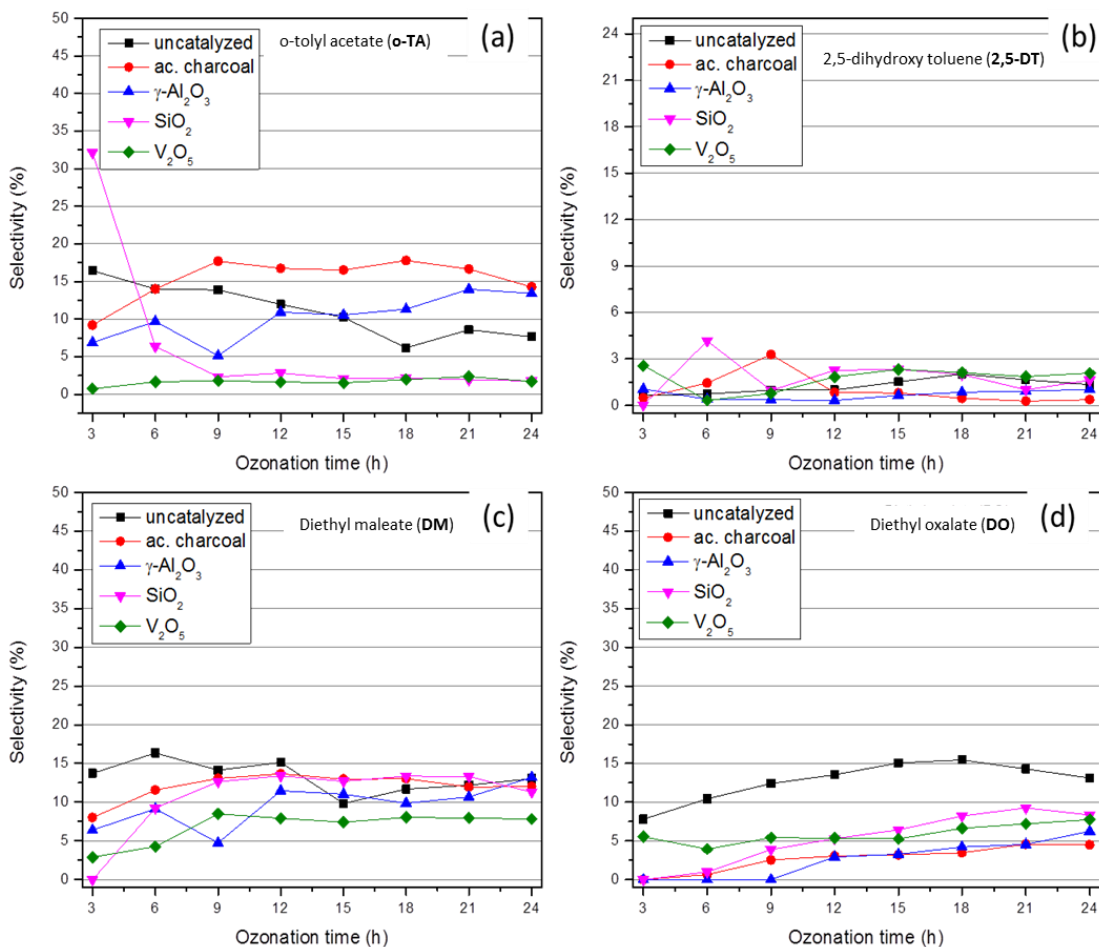 50
45
40
35
30
25
20
15
10
5
0
Selectivity (%)
uncatalyzed
ac. charcoal
γ-Al₂O₃
SiO₂
V₂O₅
o-tolyl acetate (o-TA)
(a)
3 6 9 12 15 18 21 24
Ozonation time (h)
24
21
18
15
12
9
6
3
0
Selectivity (%)
uncatalyzed
ac. charcoal
γ-Al₂O₃
SiO₂
V₂O₅
(b)
2,5-dihydroxy toluene (2,5-DT)
3 6 9 12 15 18 21 24
Ozonation time (h)
50
45
40
35
30
25
20
15
10
5
0
Selectivity (%)
uncatalyzed
ac. charcoal
γ-Al₂O₃
SiO₂
V₂O₅
Diethyl maleate (DM)
(c)
3 6 9 12 15 18 21 24
Ozonation time (h)
50
45
40
35
30
25
20
15
10
5
0
Selectivity (%)
uncatalyzed
ac. charcoal
γ-Al₂O₃
SiO₂
V₂O₅
Diethyl oxalate (DO)
(d)
3 6 9 12 15 18 21 24
Ozonation time (h)